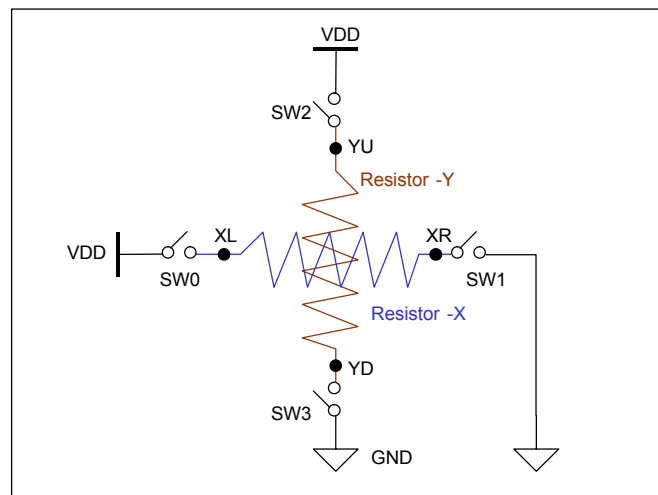 VDD
SW2
YU
Resistor -Y
XL
XR
VDD
SW0
SW1
Resistor -X
YD
SW3
GND